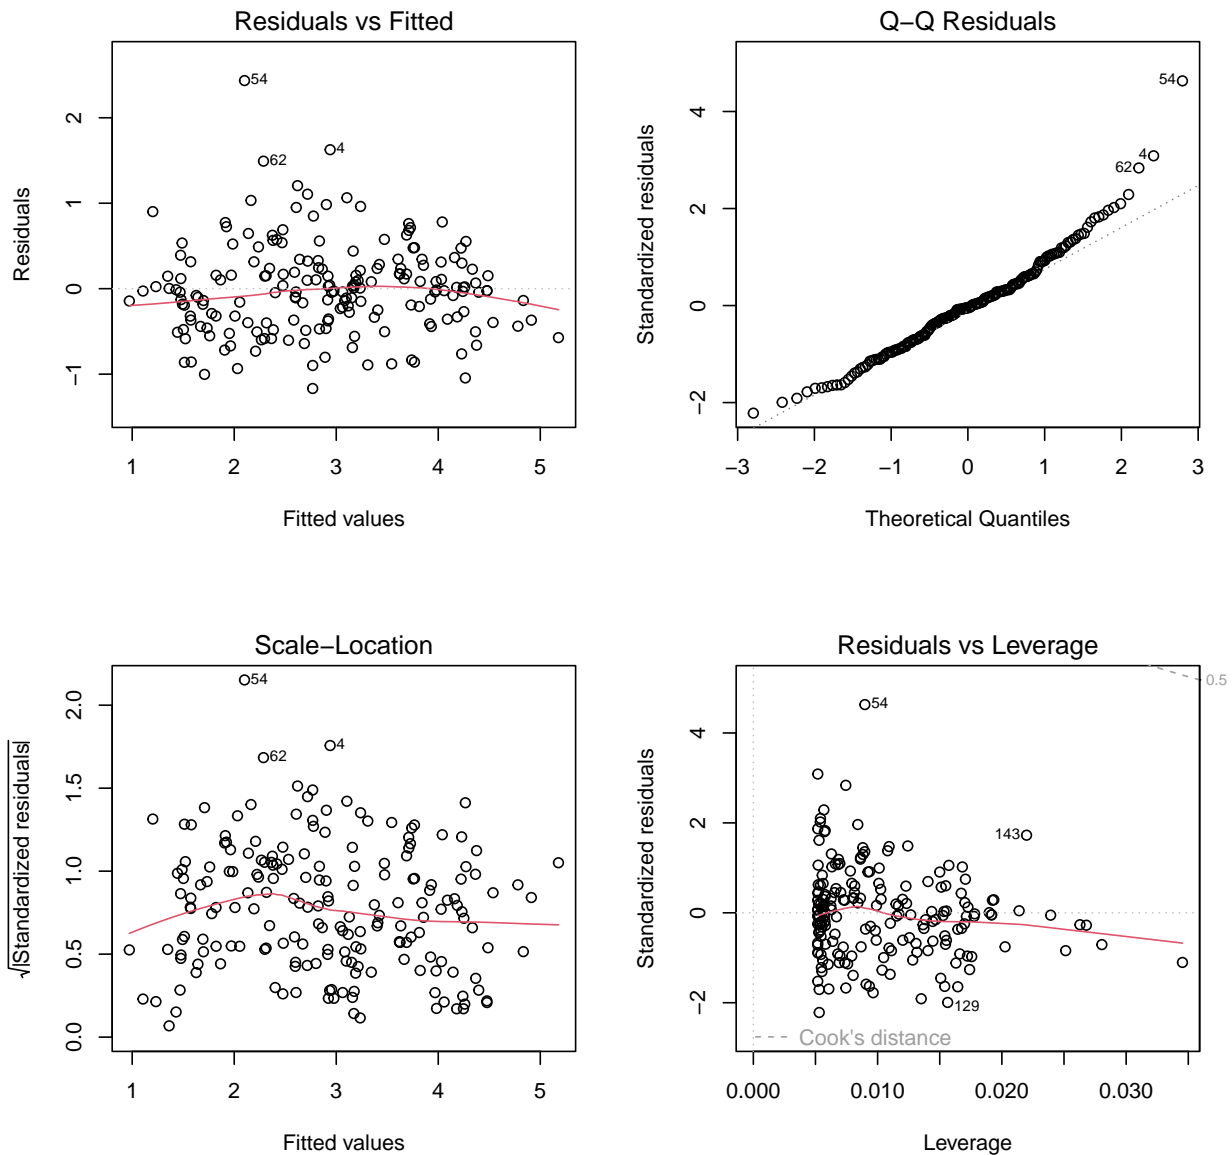 Residuals vs Fitted
Residuals
2
1
0
−1
54
62
4
1 2 3 4 5
Fitted values
Q−Q Residuals
Standardized residuals
4
2
0
−2
54
4
62
−3 −2 −1 0 1 2 3
Theoretical Quantiles
Scale−Location
√|Standardized residuals|
2.0
1.5
1.0
0.5
0.0
54
62
4
1 2 3 4 5
Fitted values
Residuals vs Leverage
Standardized residuals
4
2
0
−2
54
143
129
0.5
Cook's distance
0.000 0.010 0.020 0.030
Leverage